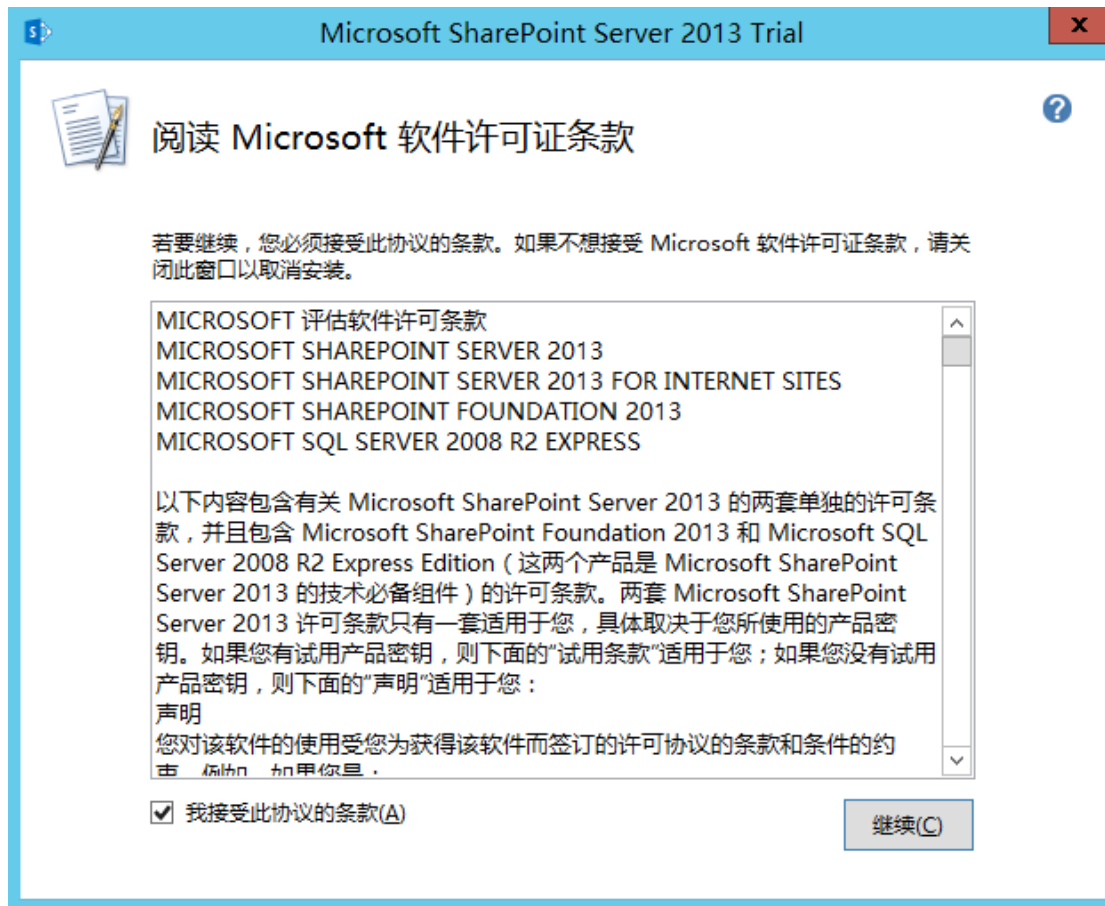 Microsoft SharePoint Server 2013 Trial
阅读 Microsoft 软件许可证条款
若要继续，您必须接受此协议的条款。如果不想接受 Microsoft 软件许可证条款，请关
闭此窗口以取消安装。
MICROSOFT 评估软件许可条款
MICROSOFT SHAREPOINT SERVER 2013
MICROSOFT SHAREPOINT SERVER 2013 FOR INTERNET SITES
MICROSOFT SHAREPOINT FOUNDATION 2013
MICROSOFT SQL SERVER 2008 R2 EXPRESS
以下内容包含有关 Microsoft SharePoint Server 2013 的两套单独的许可条
款，并且包含 Microsoft SharePoint Foundation 2013 和 Microsoft SQL
Server 2008 R2 Express Edition（这两个产品是 Microsoft SharePoint
Server 2013 的技术必备组件）的许可条款。两套 Microsoft SharePoint
Server 2013 许可条款只有一套适用于您，具体取决于您所使用的产品密
钥。如果您有试用产品密钥，则下面的“试用条款”适用于您；如果您没有试用
产品密钥，则下面的“声明”适用于您：
声明
您对该软件的使用受您为获得该软件而签订的许可协议的条款和条件的约
束。例如，如果您是：
我接受此协议的条款(A)
继续(C)